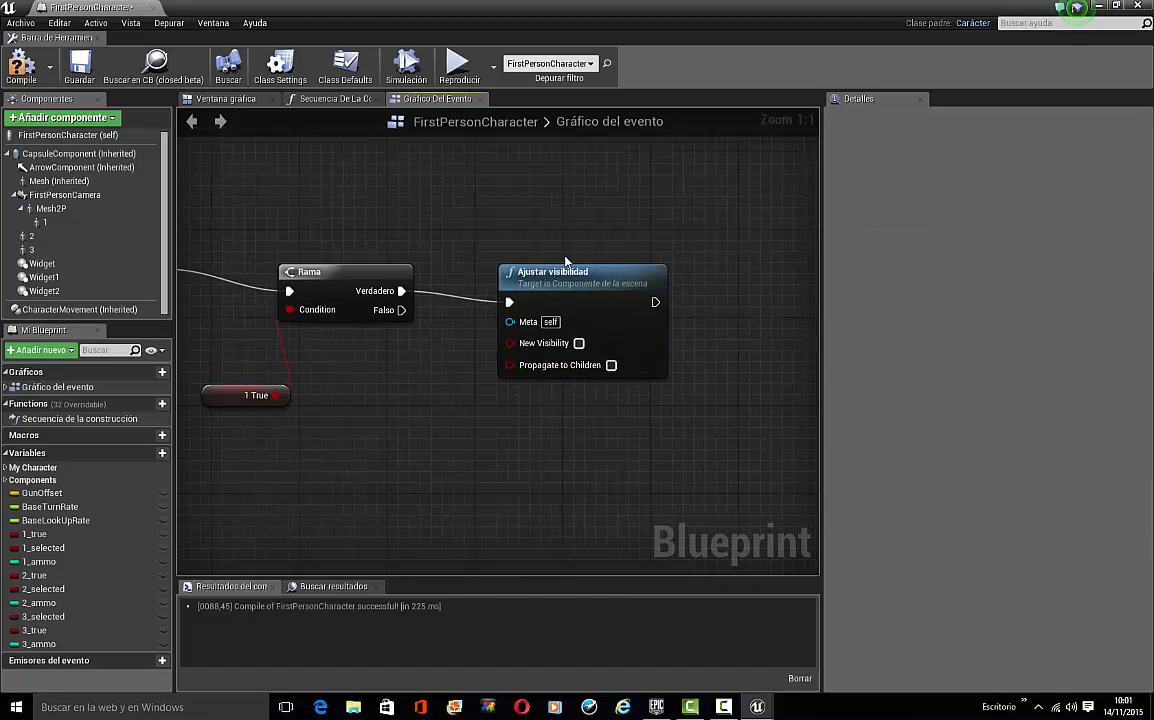 FirstPersonCharacter*
Archivo Editar Activo Vista Depurar Ventana Ayuda
Clase padre: Carácter
Buscar ayuda
Barra de Herramien
Compile
Guardar
Buscar en CB (closed beta)
Buscar
Class Settings
Class Defaults
Simulación
Reproducir
FirstPersonCharacter
Depurar filtro
Componentes
Ventana gráfica
Secuencia De La Co
Gráfico Del Evento
Detalles
+Añadir componente
FirstPersonCharacter > Gráfico del evento
Zoom 1:1
FirstPersonCharacter (self)
CapsuleComponent (Inherited)
ArrowComponent (Inherited)
Mesh (Inherited)
FirstPersonCamera
Mesh2P
1
2
3
Widget
Widget1
Widget2
CharacterMovement (Inherited)
Rama
Verdadero
Condition
Falso
1 True
Ajustar visibilidad
Target is Componente de la escena
Meta self
New Visibility
Propagate to Children
Blueprint
Mi Blueprint
+Añadir nuevo
Buscar
Gráficos
Gráfico del evento
Functions (32 Overridable)
Secuencia de la construcción
Macros
Variables
My Character
Components
GunOffset
BaseTurnRate
BaseLookUpRate
1_true
1_selected
1_ammo
2_true
2_selected
2_ammo
3_selected
3_true
3_ammo
Emisores del evento
Resultados del con
Buscar resultados
[0088,45] Compile of FirstPersonCharacter successful! [in 225 ms]
Borrar
Buscar en la web y en Windows
EPIC
Escritorio
10:01
14/11/2015